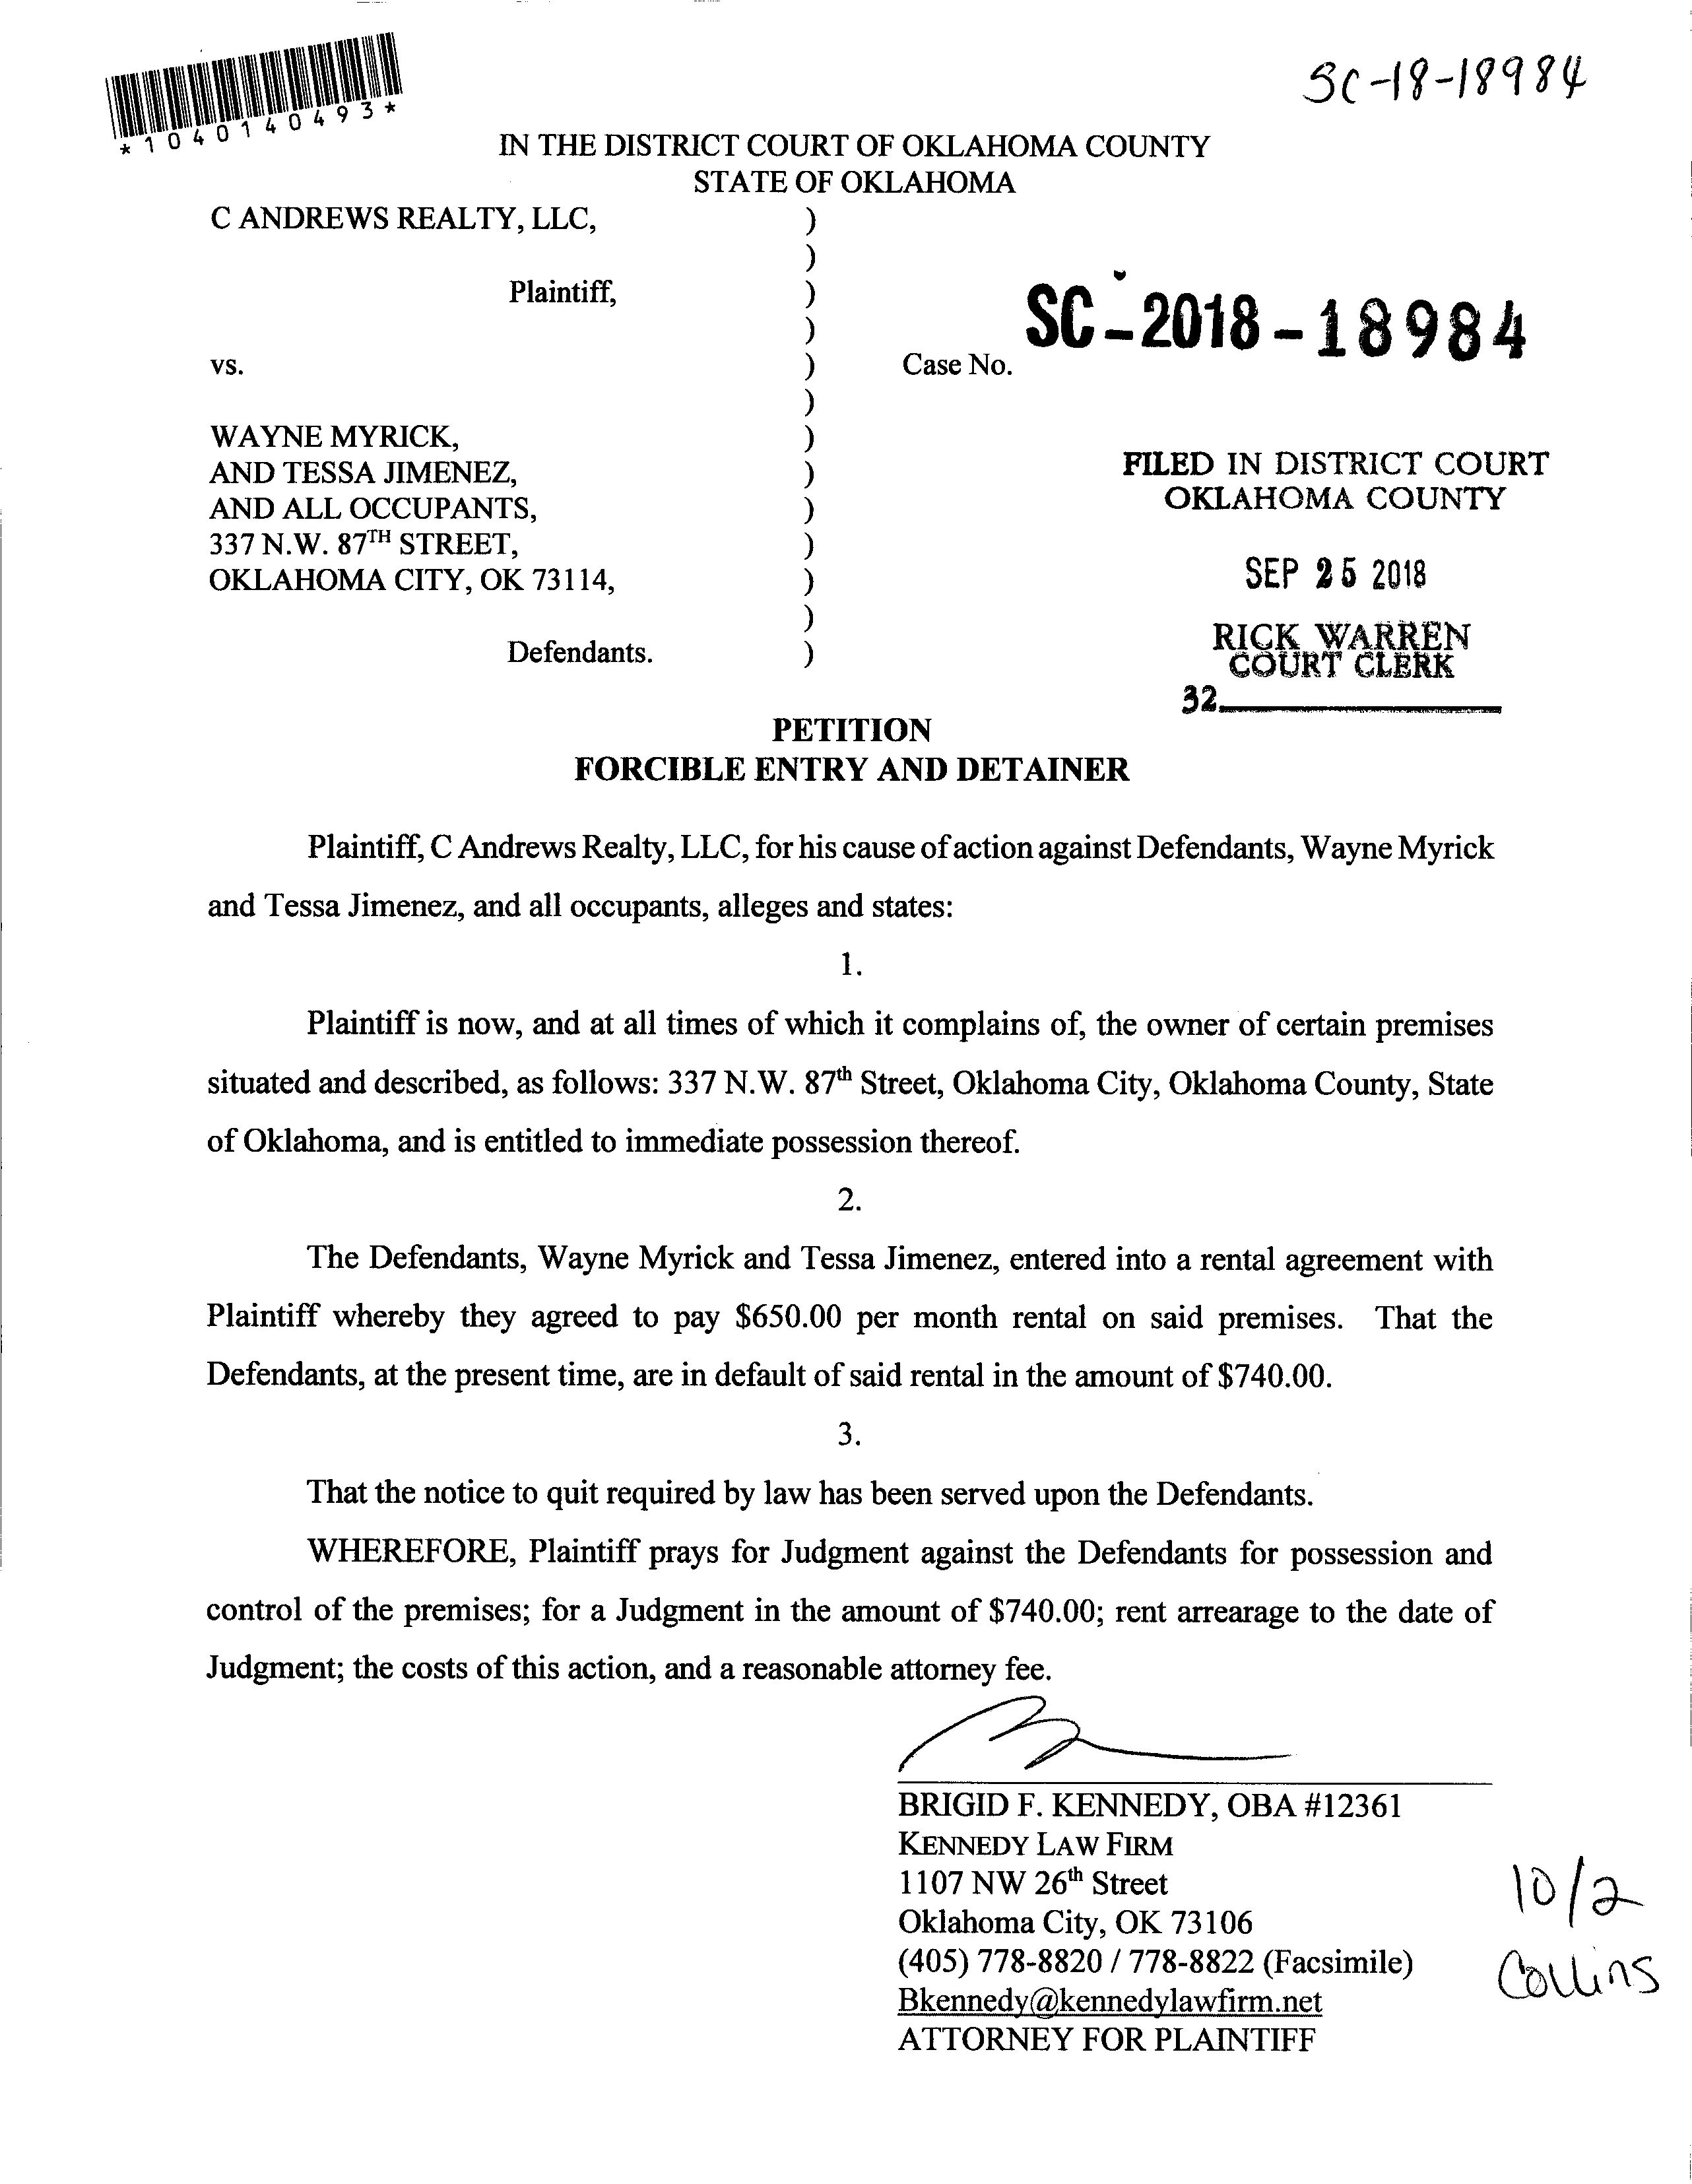 SC-18-18984
*1040140493*
IN THE DISTRICT COURT OF OKLAHOMA COUNTY
STATE OF OKLAHOMA
C ANDREWS REALTY, LLC, )
)
Plaintiff, )
)
vs. ) Case No. SC-2018-18984
)
WAYNE MYRICK, )
AND TESSA JIMENEZ, )
AND ALL OCCUPANTS, )
337 N.W. 87TH STREET, )
OKLAHOMA CITY, OK 73114, )
)
Defendants. )
FILED IN DISTRICT COURT
OKLAHOMA COUNTY
SEP 25 2018
RICK WARREN
COURT CLERK
32
PETITION
FORCIBLE ENTRY AND DETAINER
Plaintiff, C Andrews Realty, LLC, for his cause of action against Defendants, Wayne Myrick
and Tessa Jimenez, and all occupants, alleges and states:
1.
Plaintiff is now, and at all times of which it complains of, the owner of certain premises
situated and described, as follows: 337 N.W. 87th Street, Oklahoma City, Oklahoma County, State
of Oklahoma, and is entitled to immediate possession thereof.
2.
The Defendants, Wayne Myrick and Tessa Jimenez, entered into a rental agreement with
Plaintiff whereby they agreed to pay $650.00 per month rental on said premises. That the
Defendants, at the present time, are in default of said rental in the amount of $740.00.
3.
That the notice to quit required by law has been served upon the Defendants.
WHEREFORE, Plaintiff prays for Judgment against the Defendants for possession and
control of the premises; for a Judgment in the amount of $740.00; rent arrearage to the date of
Judgment; the costs of this action, and a reasonable attorney fee.
BRIGID F. KENNEDY, OBA #12361
KENNEDY LAW FIRM
1107 NW 26th Street
Oklahoma City, OK 73106
(405) 778-8820 / 778-8822 (Facsimile)
Bkennedy@kennedylawfirm.net
ATTORNEY FOR PLAINTIFF
10/2
Collins